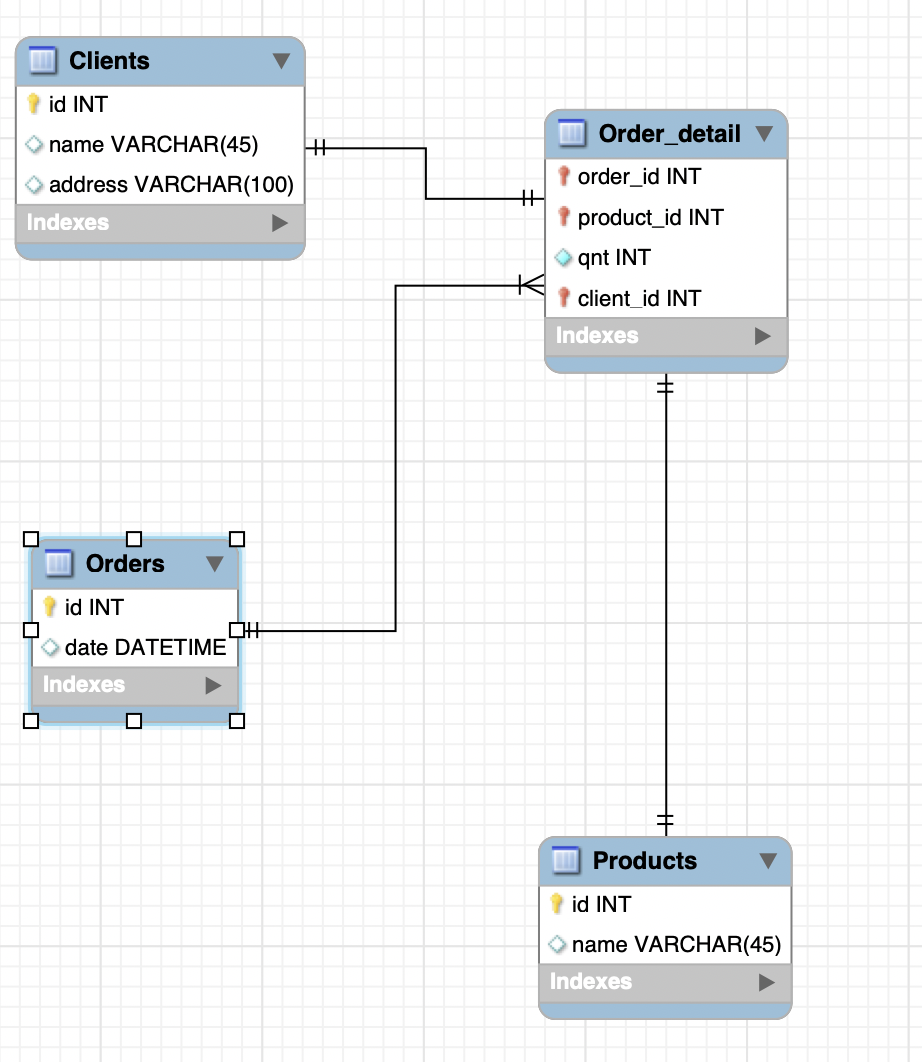 Clients
id INT
name VARCHAR(45)
address VARCHAR(100)
Indexes
Order_detail
order_id INT
product_id INT
qnt INT
client_id INT
Indexes
Orders
id INT
date DATETIME
Indexes
Products
id INT
name VARCHAR(45)
Indexes